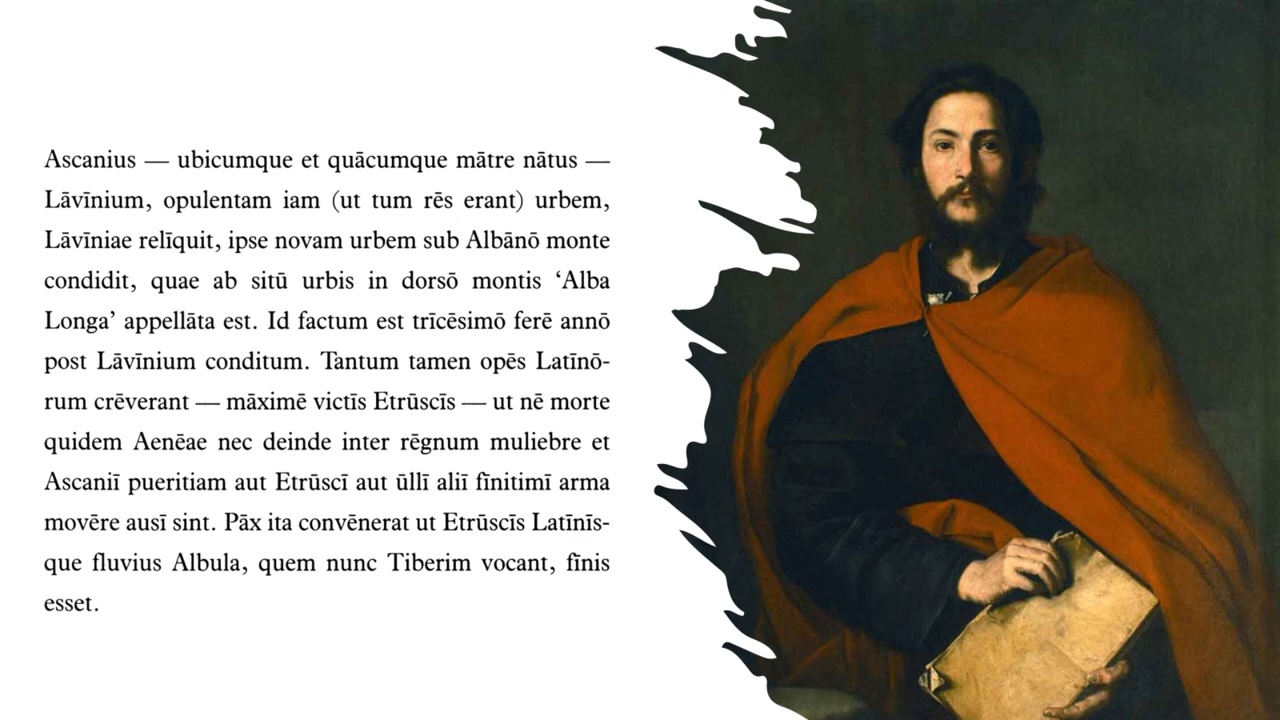 Ascanius — ubicumque et quācumque mātre nātus —
Lāvīnium, opulentam iam (ut tum rēs erant) urbem,
Lāvīniae relīquit, ipse novam urbem sub Albānō monte
condidit, quae ab sitū urbis in dorsō montis ‘Alba
Longa’ appellāta est. Id factum est trīcēsimō ferē annō
post Lāvīnium conditum. Tantum tamen opēs Latīnō-
rum crēverant — māximē victīs Etrūscīs — ut nē morte
quidem Aenēae nec deinde inter rēgnum muliebre et
Ascaniī pueritiam aut Etrūscī aut ūllī aliī fīnitimī arma
movēre ausī sint. Pāx ita convēnerat ut Etrūscīs Latīnīs-
que fluvius Albula, quem nunc Tiberim vocant, fīnis
esset.